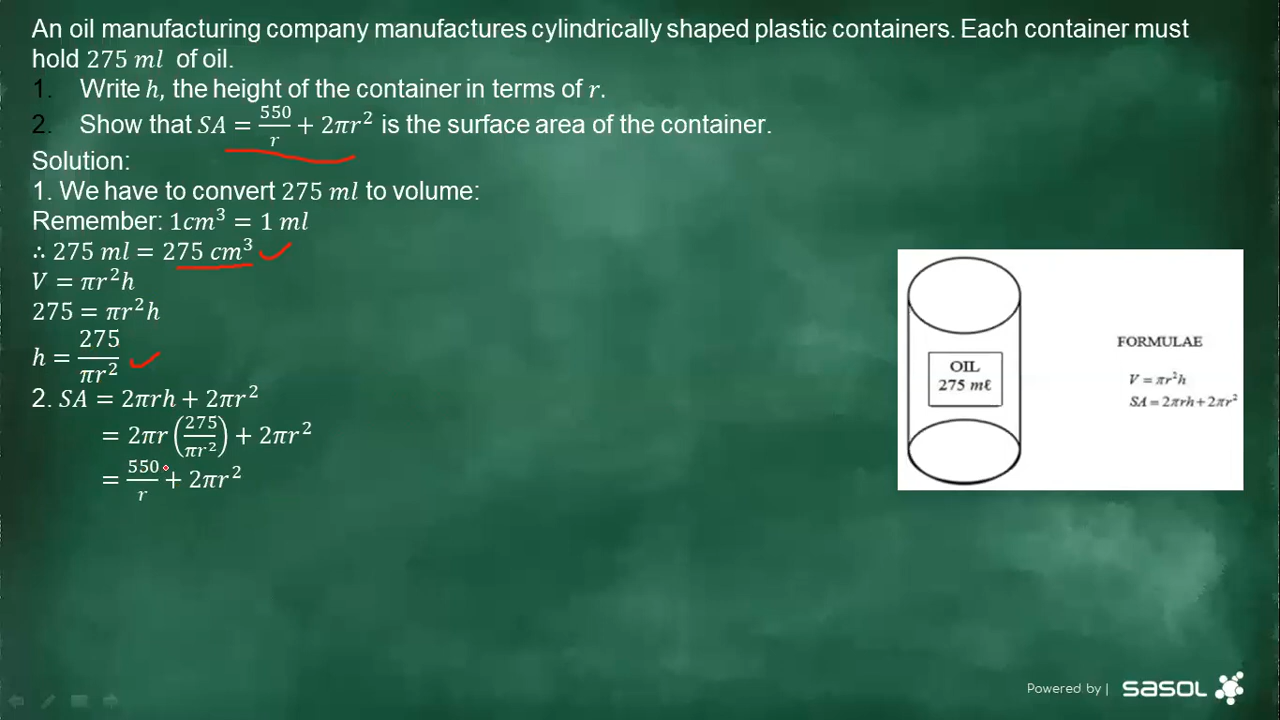 An oil manufacturing company manufactures cylindrically shaped plastic containers. Each container must
hold 275 ml of oil.
1. Write h, the height of the container in terms of r.
2. Show that SA = 550/r + 2πr² is the surface area of the container.
Solution:
1. We have to convert 275 ml to volume:
Remember: 1cm³ = 1 ml
∴ 275 ml = 275 cm³
V = πr²h
275 = πr²h
h = 275/πr²
2. SA = 2πrh + 2πr²
= 2πr(275/πr²) + 2πr²
= 550/r + 2πr²
OIL
275 mℓ
FORMULAE
V = πr²h
SA = 2πrh + 2πr²
Powered by | sasol